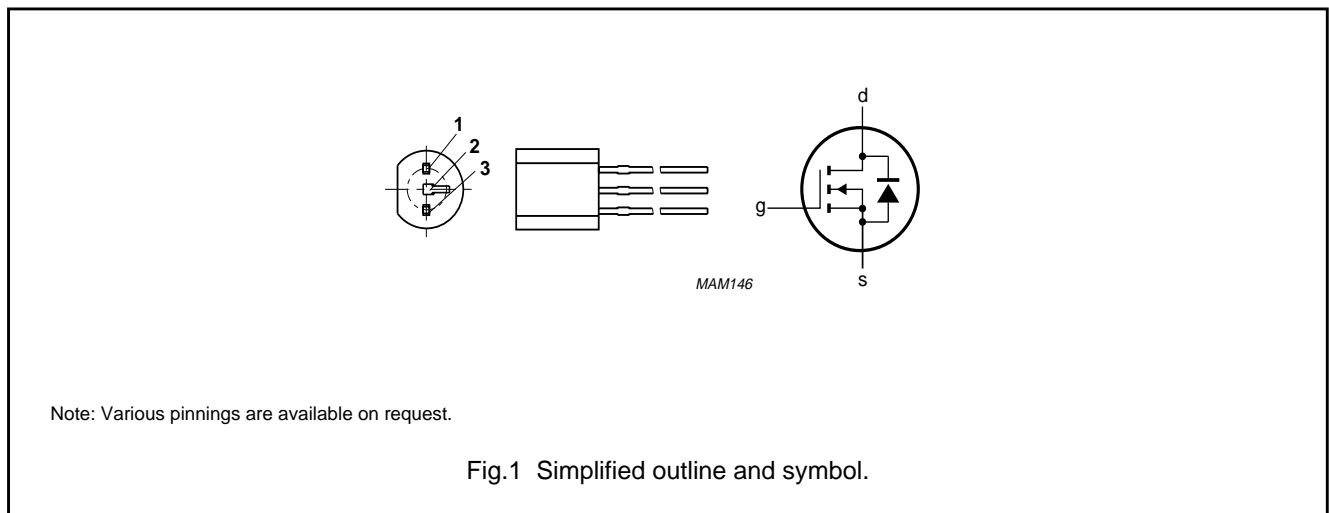 1
2
3
d
g
s
MAM146
Note: Various pinnings are available on request.
Fig.1 Simplified outline and symbol.